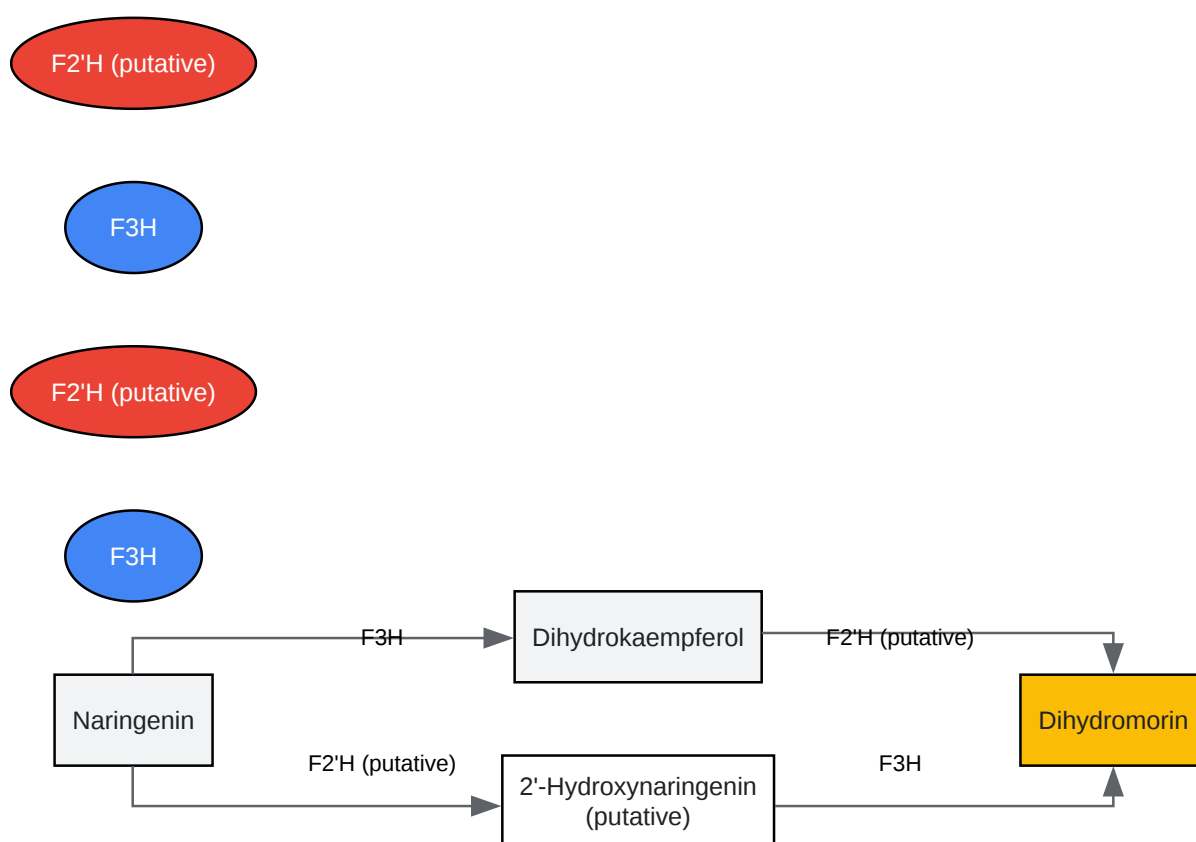 F2'H (putative)
F3H
F2'H (putative)
F3H
F3H
Dihydrokaempferol
F2'H (putative)
Naringenin
Dihydromorin
F2'H (putative)
2'-Hydroxynaringenin
(putative)
F3H